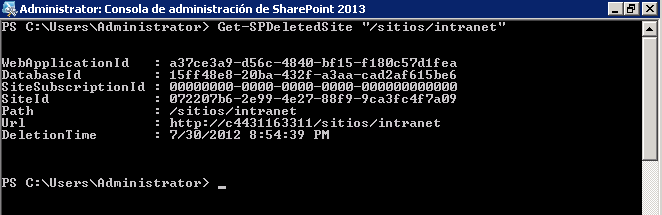 Administrator: Consola de administración de SharePoint 2013
PS C:\Users\Administrator> Get-SPDeletedSite "/sitios/intranet"
WebApplicationId : a37ce3a9-d56c-4840-bf15-f180c57d1fea
DatabaseId : 15ff48e8-20ba-432f-a3aa-cad2af615be6
SiteSubscriptionId : 00000000-0000-0000-0000-000000000000
SiteId : 072207b6-2e99-4e27-88f9-9ca3fc4f7a09
Path : /sitios/intranet
Url : http://c4431163311/sitios/intranet
DeletionTime : 7/30/2012 8:54:39 PM
PS C:\Users\Administrator> _